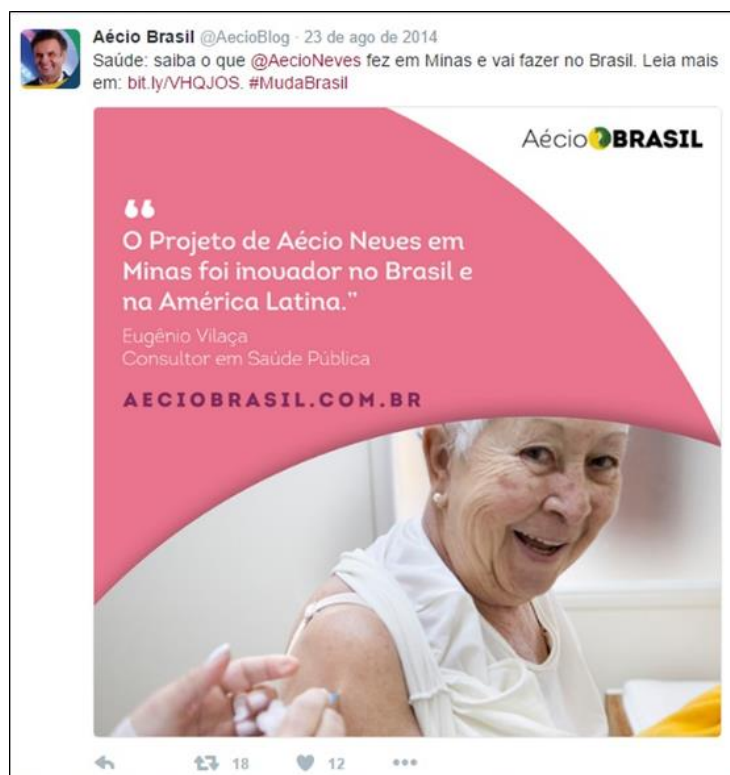 Aécio Brasil @AecioBlog · 23 de ago de 2014
Saúde: saiba o que @AecioNeves fez em Minas e vai fazer no Brasil. Leia mais
em: bit.ly/VHQJOS. #MudaBrasil
Aécio BRASIL
“
O Projeto de Aécio Neves em
Minas foi inovador no Brasil e
na América Latina.”
Eugênio Vilaça
Consultor em Saúde Pública
AECIOBRASIL.COM.BR
18 12